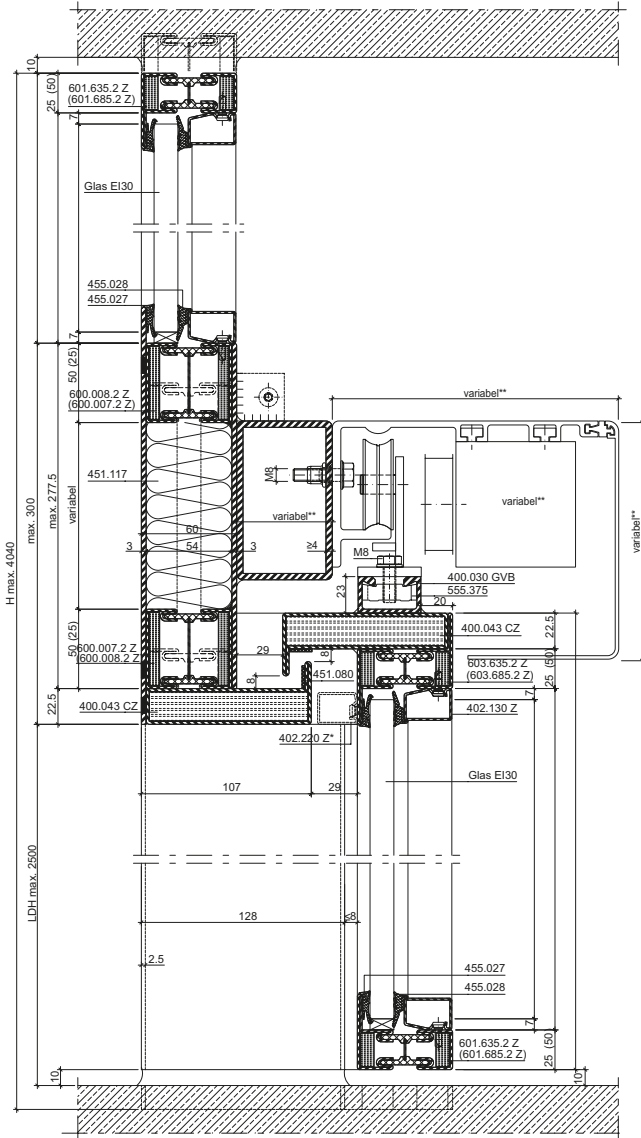 10
25 (50)
601.635.2 Z
(601.685.2 Z)
7
Glas EI30
455.028
455.027
7
50 (25)
600.008.2 Z
(600.007.2 Z)
variabel**
451.117
M8
variabel**
variabel**
H max. 4040
max. 300
max. 277.5
variabel
60
variabel**
3
54
3
≥4
M8
400.030 GVB
555.375
23
20
22.5
400.043 CZ
50 (25)
600.007.2 Z
(600.008.2 Z)
29
8
8
451.080
603.635.2 Z
(603.685.2 Z)
25 (50)
7
22.5
400.043 CZ
402.130 Z
402.220 Z*
Glas EI30
107
29
LDH max. 2500
128
≤8
2.5
455.027
455.028
7
601.635.2 Z
(601.685.2 Z)
25 (50)
10
10